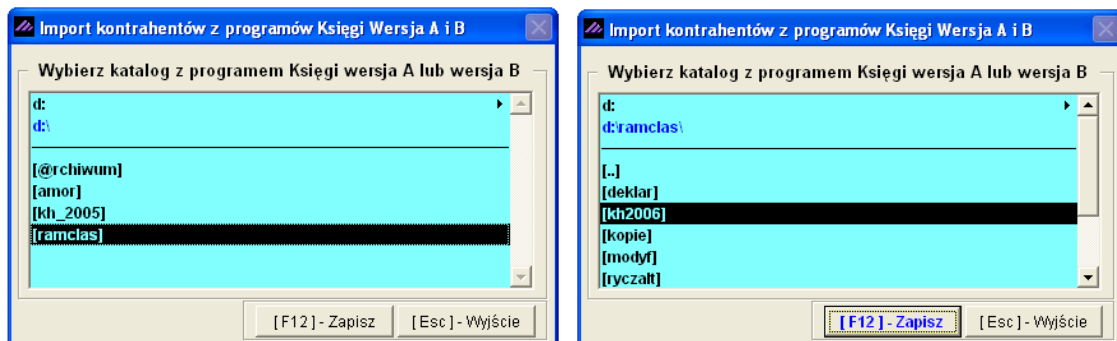 Import kontrahentów z programów Księgi Wersja A i B
Wybierz katalog z programem Księgi wersja A lub wersja B
d:
d:\
[@rchiwum]
[amor]
[kh_2005]
[ramclas]
[F12] - Zapisz
[Esc] - Wyjście
Import kontrahentów z programów Księgi Wersja A i B
Wybierz katalog z programem Księgi wersja A lub wersja B
d:
d:\ramclas\
[..]
[deklar]
[kh2006]
[kopie]
[modyf]
[ryczalt]
[F12] - Zapisz
[Esc] - Wyjście